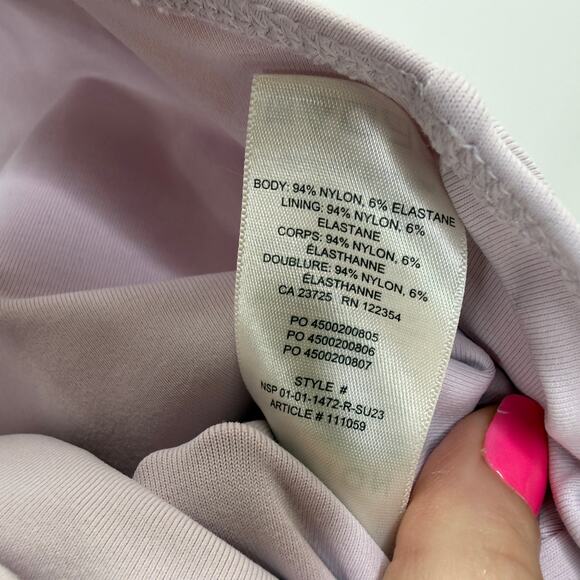 BODY: 94% NYLON, 6% ELASTANE
LINING: 94% NYLON, 6%
ELASTANE
CORPS: 94% NYLON, 6%
ÉLASTHANNE
DOUBLURE: 94% NYLON, 6%
ÉLASTHANNE
CA 23725 RN 122354
PO 4500200805
PO 4500200806
PO 4500200807
STYLE #
NSP 01-01-1472-R-SU23
ARTICLE # 111059